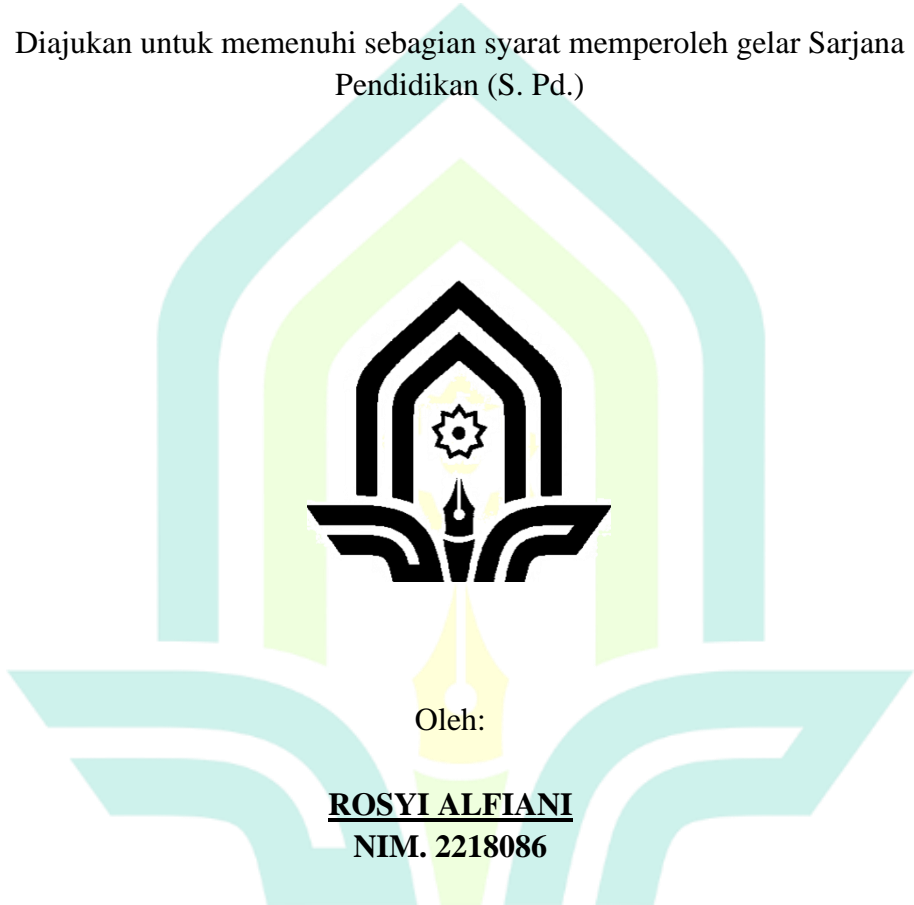 Diajukan untuk memenuhi sebagian syarat memperoleh gelar Sarjana
Pendidikan (S. Pd.)
Oleh:
ROSYI ALFIANI
NIM. 2218086